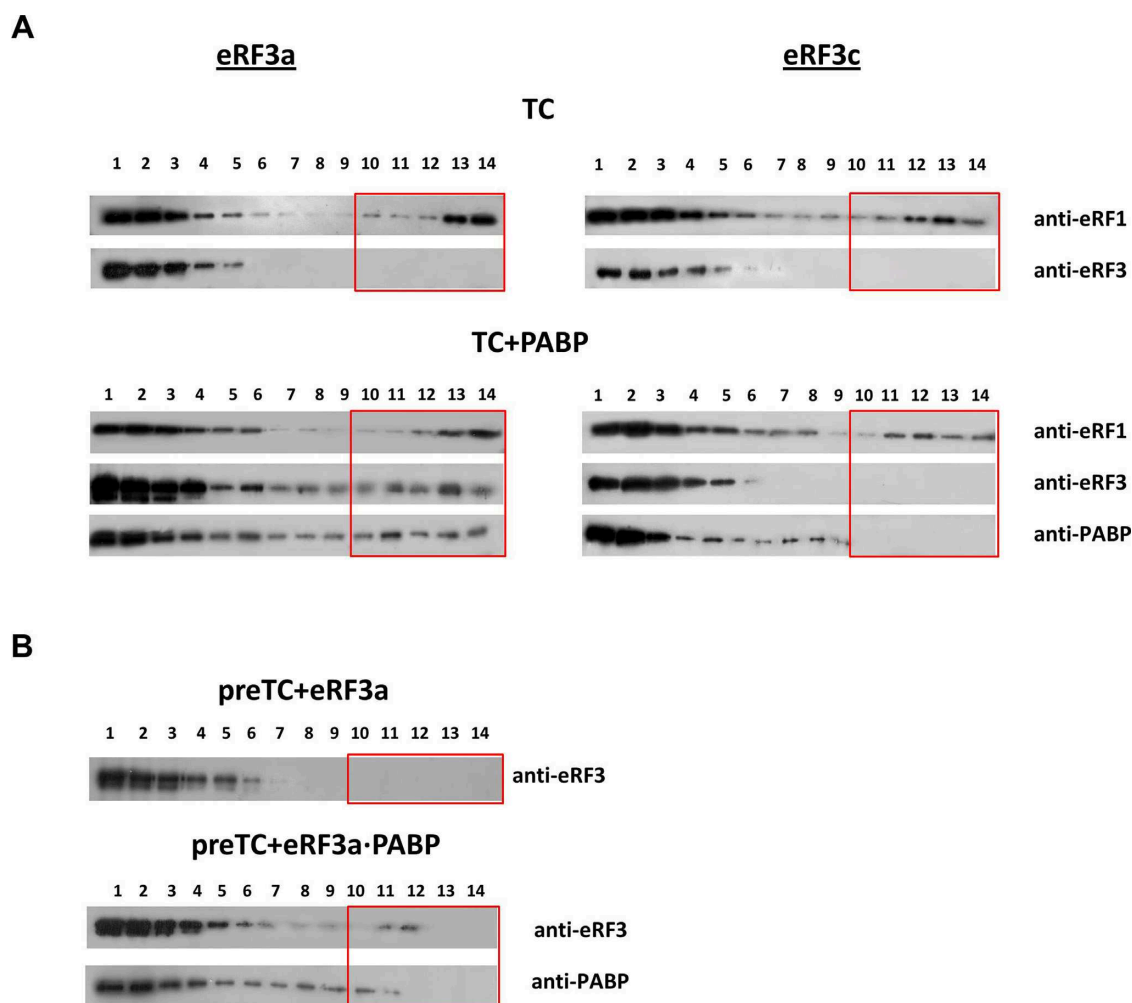 A
eRF3a eRF3c
TC
1 2 3 4 5 6 7 8 9 10 11 12 13 14 1 2 3 4 5 6 7 8 9 10 11 12 13 14
anti-eRF1
anti-eRF3
TC+PABP
1 2 3 4 5 6 7 8 9 10 11 12 13 14 1 2 3 4 5 6 7 8 9 10 11 12 13 14
anti-eRF1
anti-eRF3
anti-PABP
B
preTC+eRF3a
1 2 3 4 5 6 7 8 9 10 11 12 13 14
anti-eRF3
preTC+eRF3a·PABP
1 2 3 4 5 6 7 8 9 10 11 12 13 14
anti-eRF3
anti-PABP